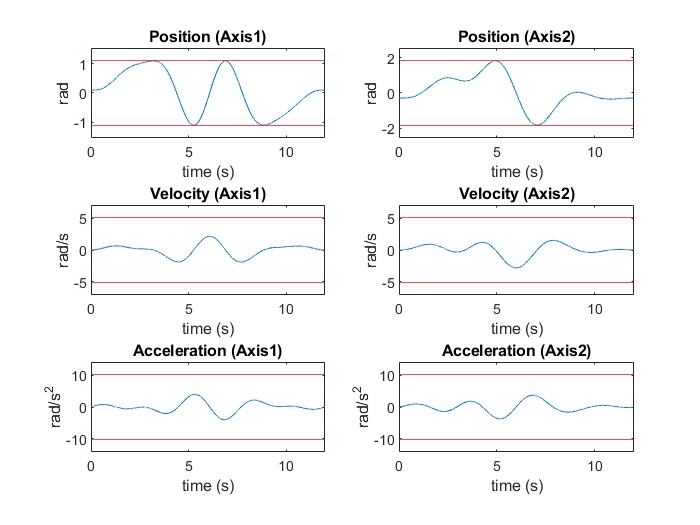 Position (Axis1)
rad
1
0
-1
0 5 10
time (s)
Position (Axis2)
rad
2
0
-2
0 5 10
time (s)
Velocity (Axis1)
rad/s
5
0
-5
0 5 10
time (s)
Velocity (Axis2)
rad/s
5
0
-5
0 5 10
time (s)
Acceleration (Axis1)
rad/s²
10
0
-10
0 5 10
time (s)
Acceleration (Axis2)
rad/s²
10
0
-10
0 5 10
time (s)